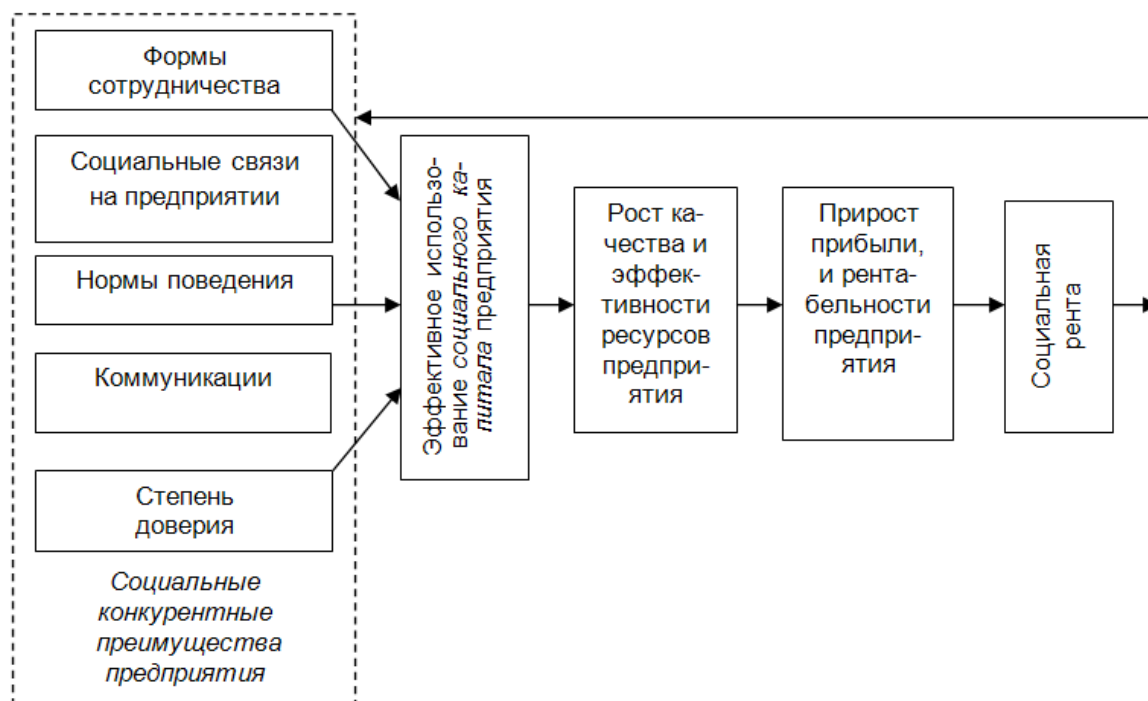 Формы
сотрудничества
Социальные связи
на предприятии
Нормы поведения
Коммуникации
Степень
доверия
Социальные
конкурентные
преимущества
предприятия
Эффективное использо-
вание социального ка-
питала предприятия
Рост ка-
чества и
эффек-
тивности
ресурсов
предпри-
ятия
Прирост
прибыли,
и рента-
бельности
предпри-
ятия
Социальная
рента